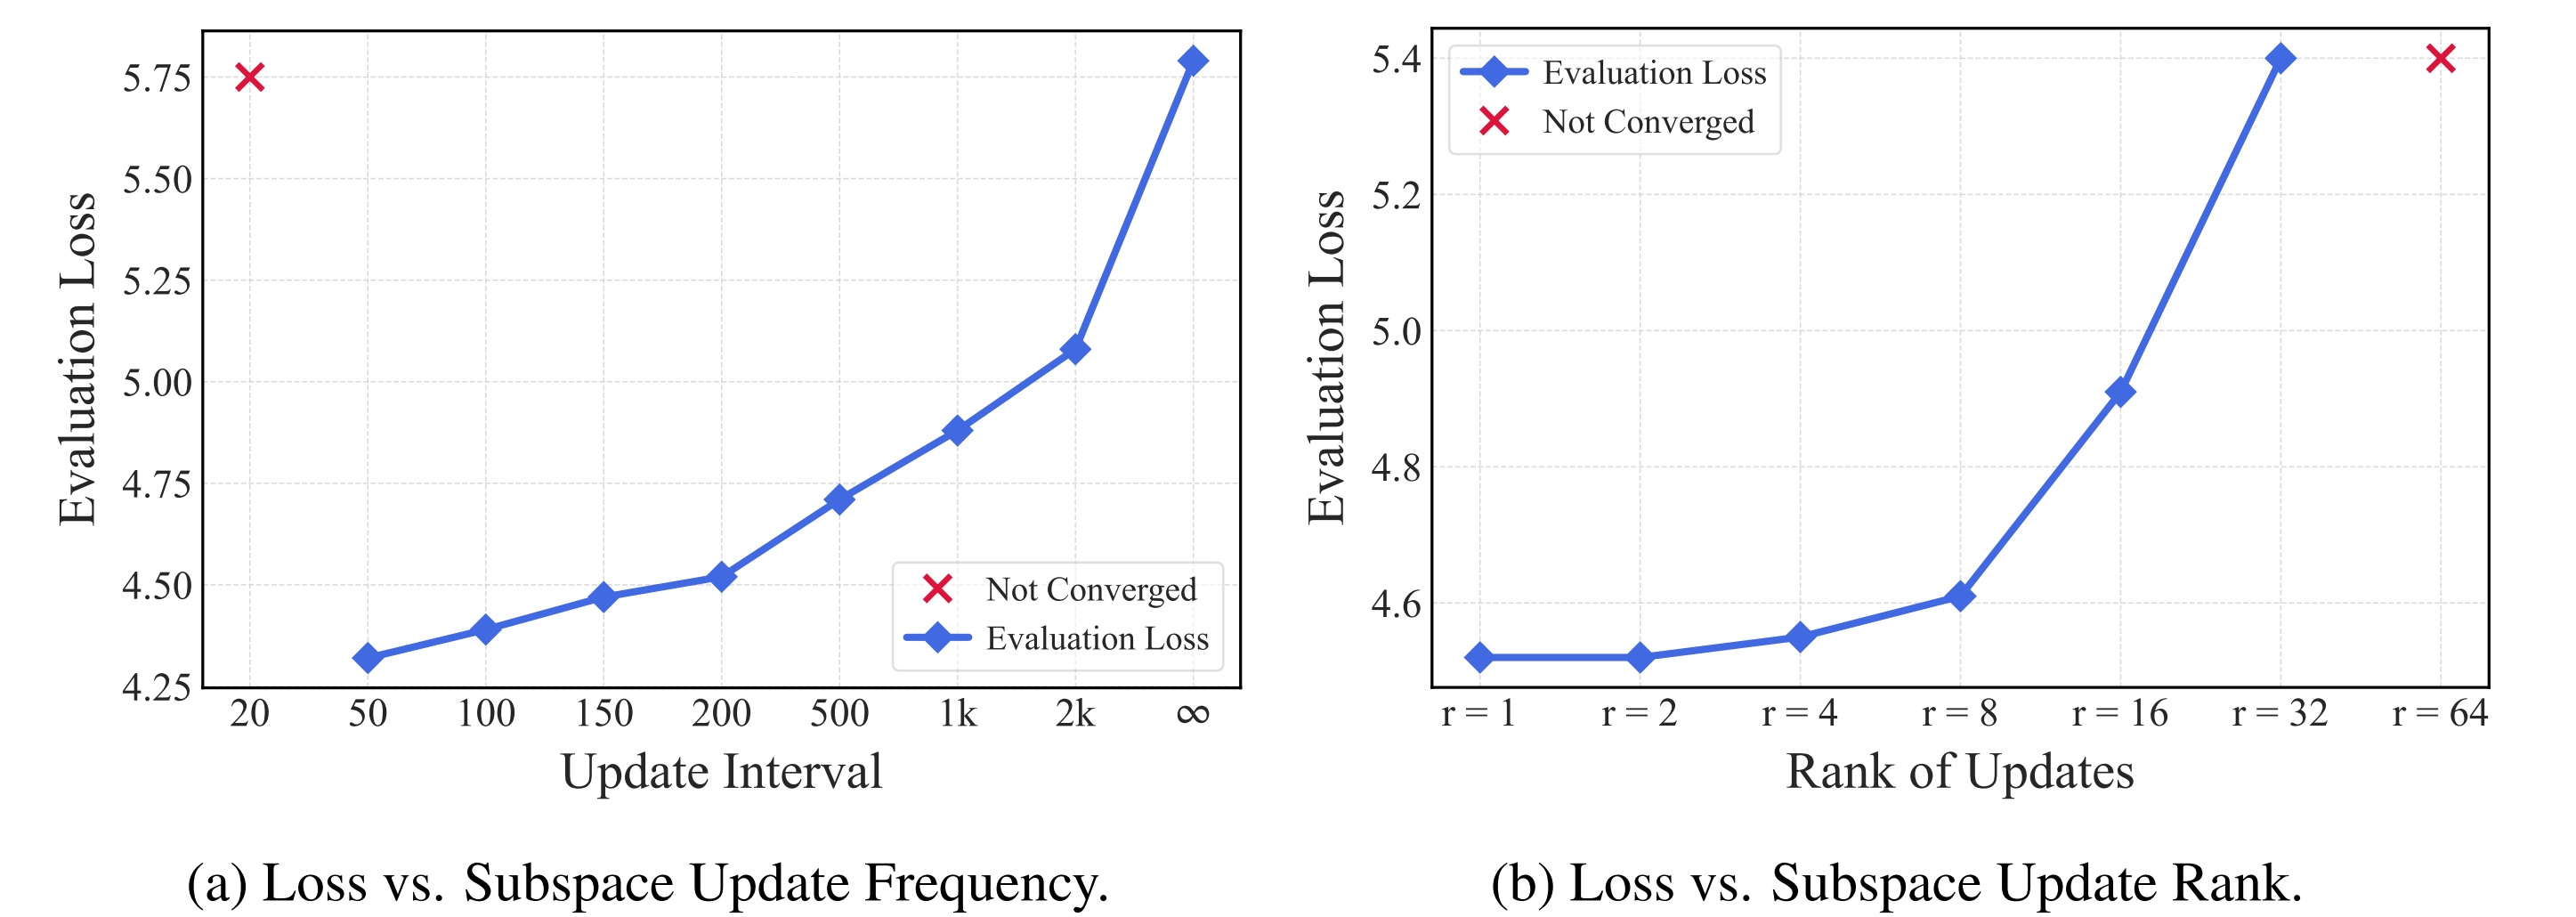 Evaluation Loss
5.75
5.50
5.25
5.00
4.75
4.50
4.25
20 50 100 150 200 500 1k 2k ∞
Update Interval
Not Converged
Evaluation Loss
(a) Loss vs. Subspace Update Frequency.
Evaluation Loss
5.4
5.2
5.0
4.8
4.6
r = 1 r = 2 r = 4 r = 8 r = 16 r = 32 r = 64
Rank of Updates
Evaluation Loss
Not Converged
(b) Loss vs. Subspace Update Rank.